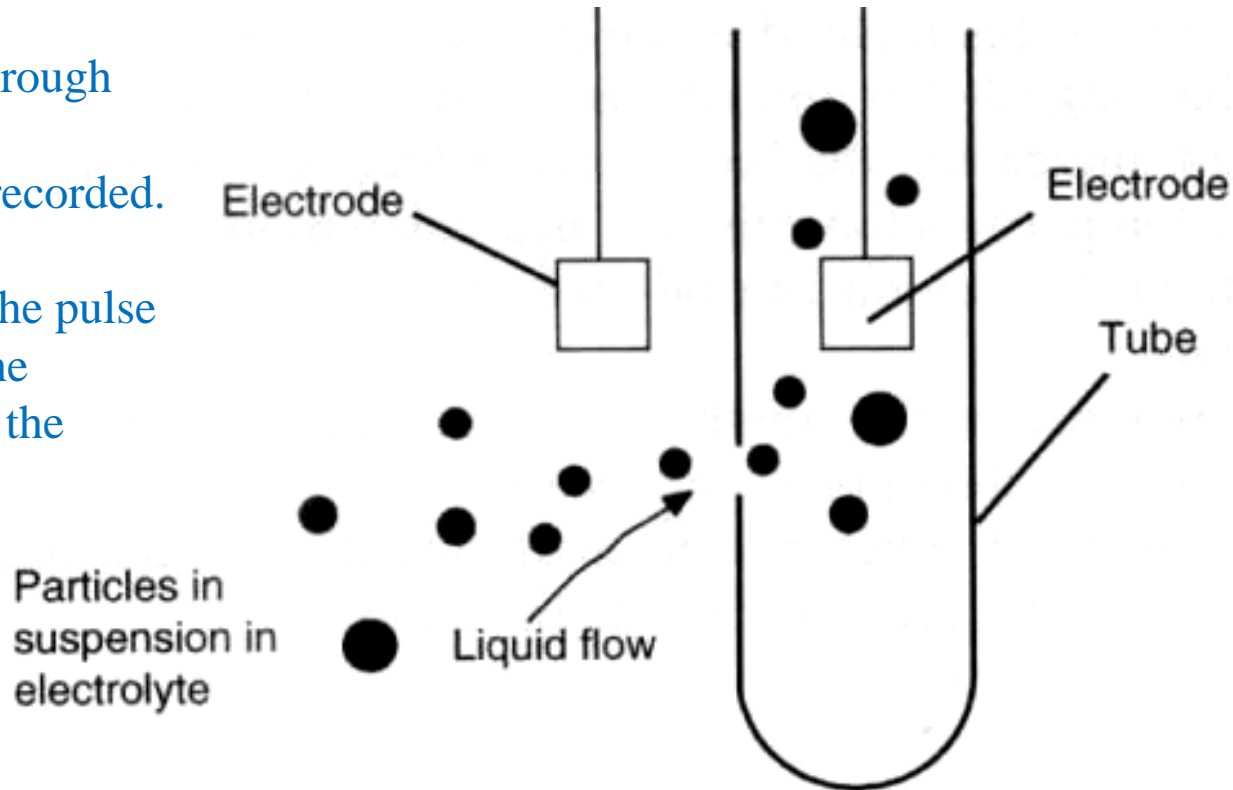 rough
recorded.
he pulse
ne
the
Electrode
Electrode
Tube
Particles in
suspension in
electrolyte
Liquid flow